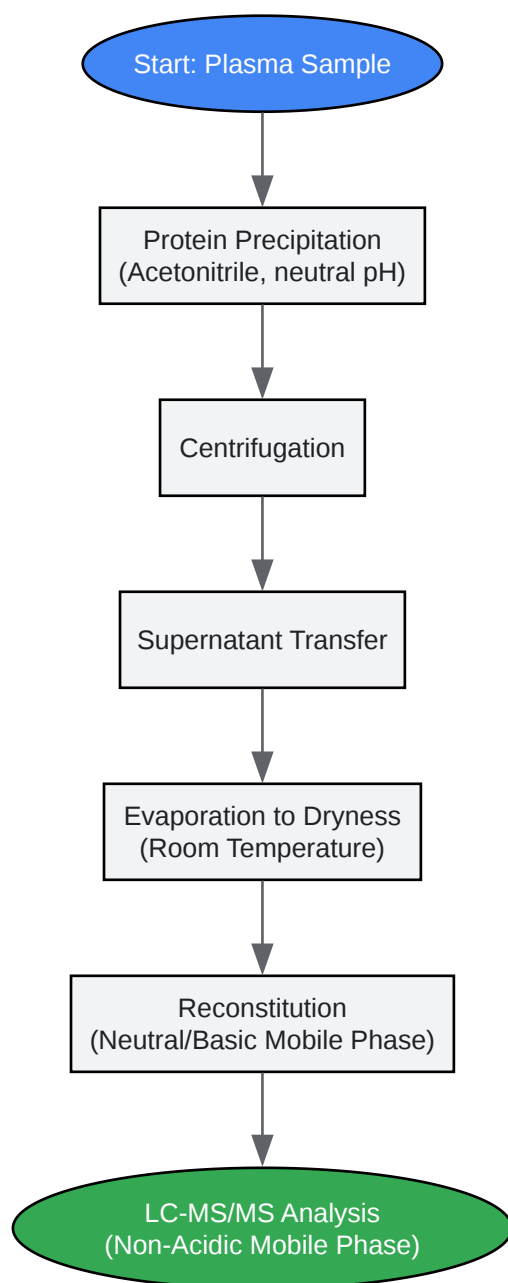 Start: Plasma Sample
Protein Precipitation
(Acetonitrile, neutral pH)
Centrifugation
Supernatant Transfer
Evaporation to Dryness
(Room Temperature)
Reconstitution
(Neutral/Basic Mobile Phase)
LC-MS/MS Analysis
(Non-Acidic Mobile Phase)